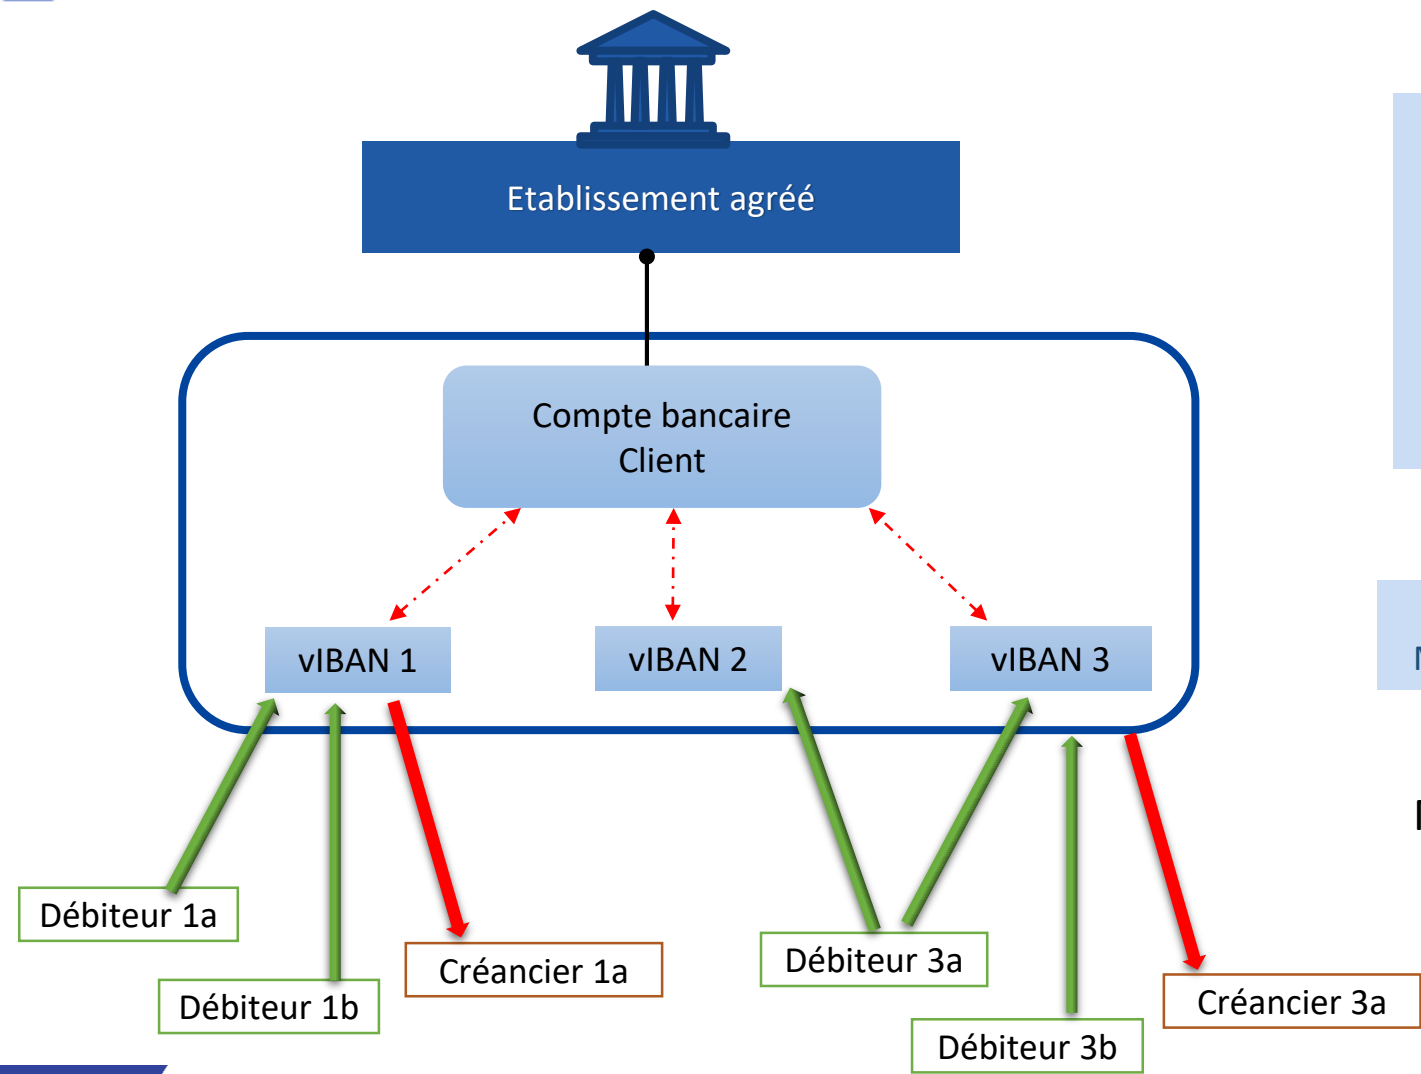 Etablissement agréé
Compte bancaire
Client
vIBAN 1
vIBAN 2
vIBAN 3
Débiteur 1a
Débiteur 1b
Créancier 1a
Débiteur 3a
Débiteur 3b
Créancier 3a